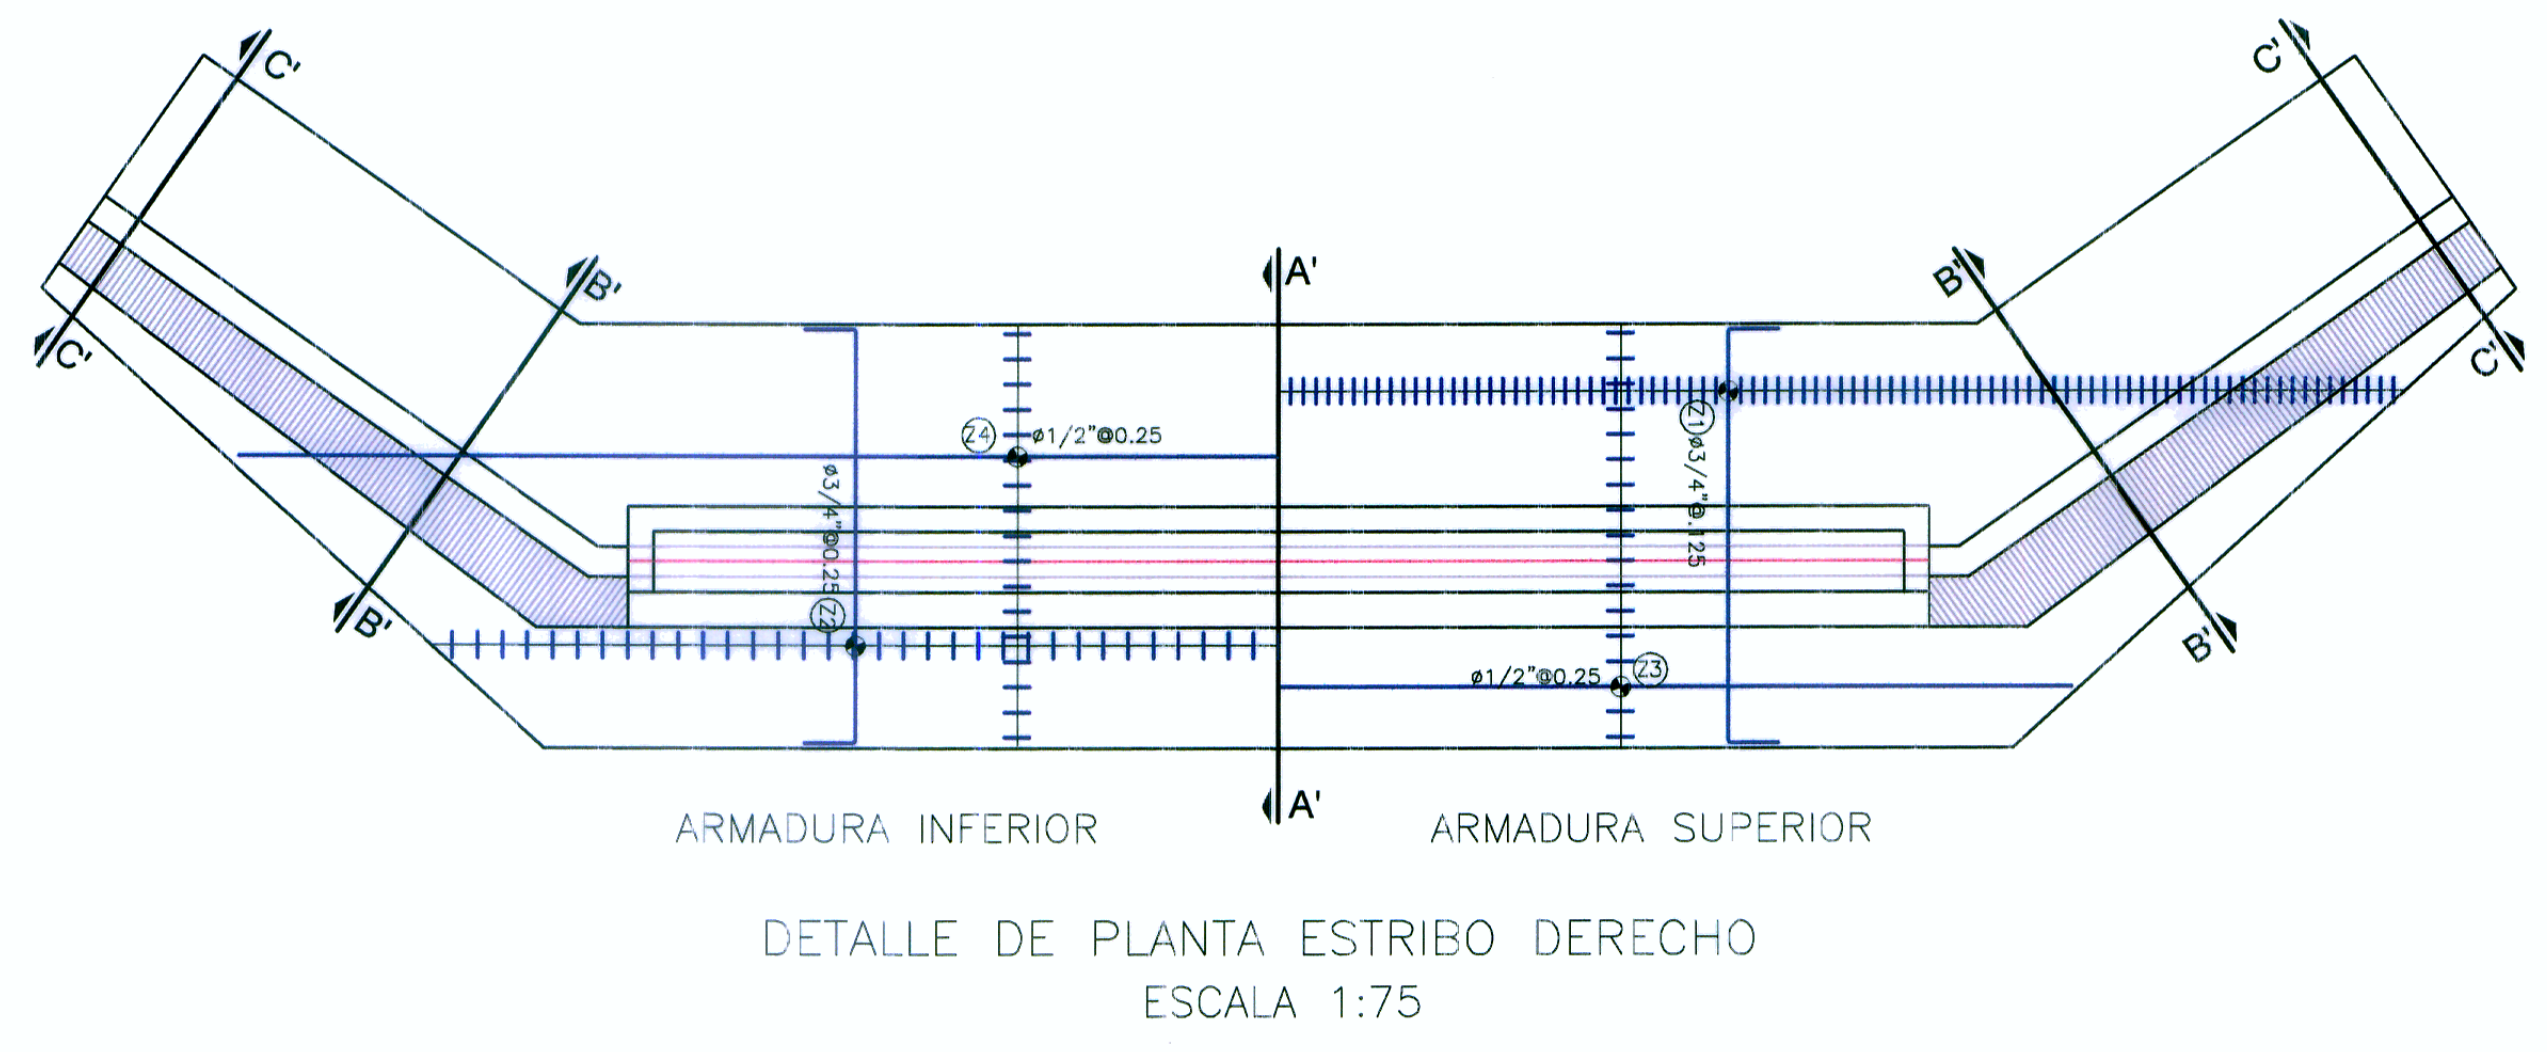 C'
C'
B'
B'
A'
C'
C'
B'
B'
Z4
ø1/2"@0.25
Z1
ø3/4"@.125
ø3/4"@0.25
Z2
ø1/2"@0.25
Z3
A'
ARMADURA INFERIOR
ARMADURA SUPERIOR
DETALLE DE PLANTA ESTRIBO DERECHO
ESCALA 1:75